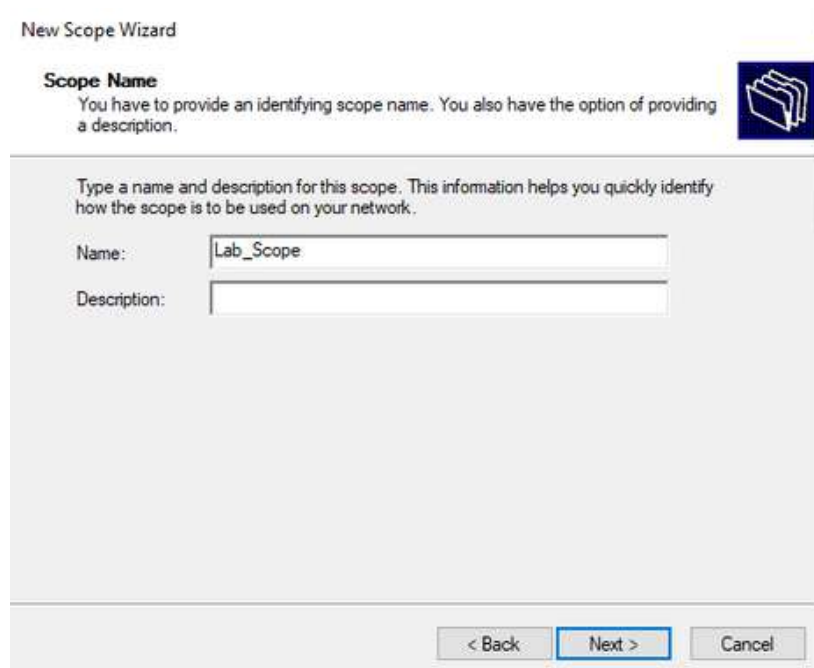 New Scope Wizard
Scope Name
You have to provide an identifying scope name. You also have the option of providing
a description.
Type a name and description for this scope. This information helps you quickly identify
how the scope is to be used on your network.
Name: Lab_Scope
Description:
< Back Next > Cancel